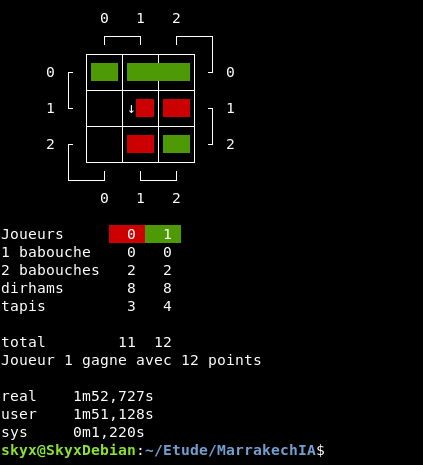 0 1 2
0 0
1 ↓ 1
2 2
0 1 2
Joueurs 0 1
1 babouche 0 0
2 babouches 2 2
dirhams 8 8
tapis 3 4
total 11 12
Joueur 1 gagne avec 12 points
real 1m52,727s
user 1m51,128s
sys 0m1,220s
skyx@SkyxDebian:~/Etude/MarrakechIA$